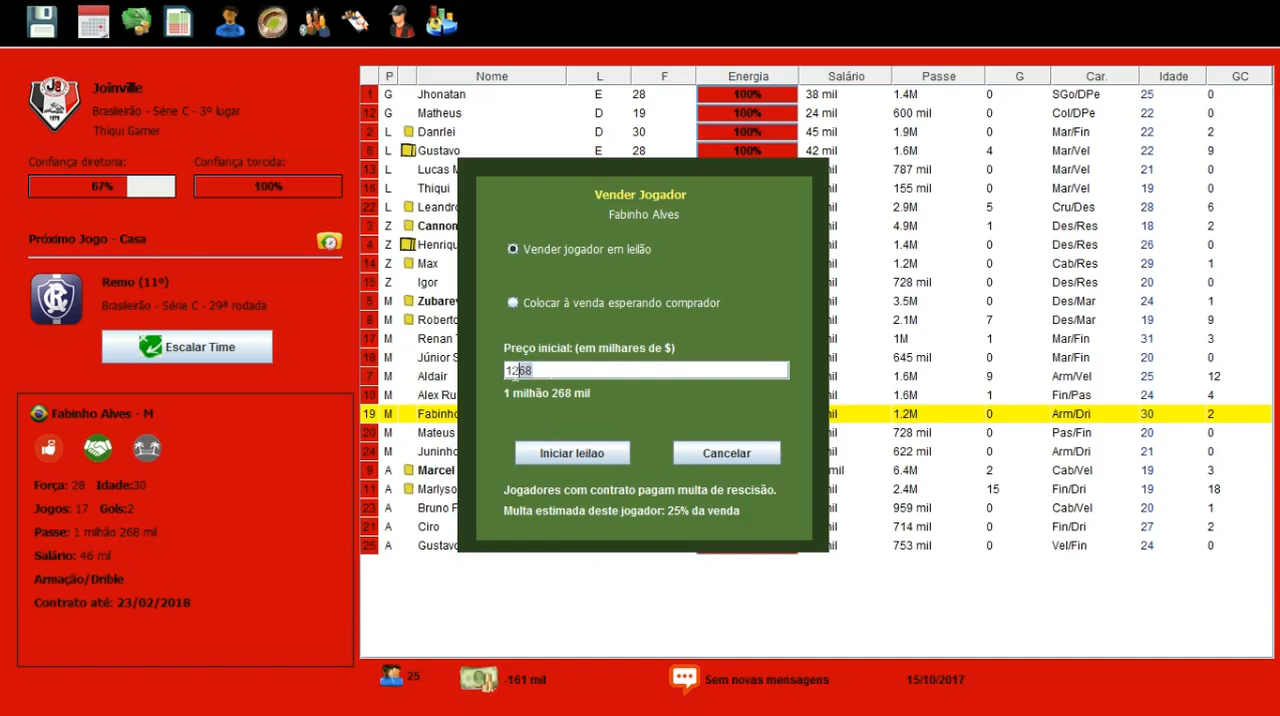 Joinville
Brasileirão - Série C - 3º lugar
Thiqui Gamer
Confiança diretoria: Confiança torcida:
67% 100%
Próximo Jogo - Casa
Remo (11º)
Brasileirão - Série C - 29ª rodada
Escalar Time
Fabinho Alves - M
Força: 28 Idade:30
Jogos: 17 Gols:2
Passe: 1 milhão 268 mil
Salário: 46 mil
Armação/Drible
Contrato até: 23/02/2018
P Nome L F Energia Salário Passe G Car. Idade GC
1 G Jhonatan E 28 100% 38 mil 1.4M 0 SGo/DPe 25 0
12 G Matheus D 19 100% 24 mil 600 mil 0 Col/DPe 22 0
2 L Danrlei D 30 100% 45 mil 1.9M 0 Mar/Fin 22 2
6 L Gustavo E 28 100% 42 mil 1.6M 4 Mar/Vel 22 9
13 L Lucas 787 mil 0 Mar/Vel 21 0
16 L Thiqui 155 mil 0 Mar/Vel 19 0
22 L Leandro 2.9M 5 Cru/Des 28 6
3 Z Cannon 4.9M 1 Des/Res 18 2
4 Z Henriqu 1.4M 0 Des/Res 26 0
14 Z Max 1.2M 0 Cab/Res 29 1
15 Z Igor 728 mil 0 Des/Res 20 0
5 M Zubarev 3.5M 0 Des/Mar 24 1
8 M Roberto 2.1M 7 Des/Mar 19 9
17 M Renan 1M 1 Mar/Fin 31 3
18 M Júnior S 645 mil 0 Mar/Fin 20 0
7 M Aldair 1.6M 9 Arm/Vel 25 12
10 M Alex Ru 1.6M 1 Fin/Pas 24 4
19 M Fabinho 1.2M 0 Arm/Dri 30 2
20 M Mateus 728 mil 0 Pas/Fin 20 0
24 M Juninho 622 mil 0 Arm/Dri 21 0
9 A Marcel mil 6.4M 2 Cab/Vel 19 3
11 A Marlyso 2.4M 15 Fin/Dri 19 18
23 A Bruno F mil 959 mil 0 Cab/Vel 20 1
21 A Ciro mil 714 mil 0 Fin/Dri 27 2
25 A Gustavo mil 753 mil 0 Vel/Fin 24 0
Vender Jogador
Fabinho Alves
Vender jogador em leilão
Colocar à venda esperando comprador
Preço inicial: (em milhares de $)
1268
1 milhão 268 mil
Iniciar leilao Cancelar
Jogadores com contrato pagam multa de rescisão.
Multa estimada deste jogador: 25% da venda
25 -161 mil Sem novas mensagens 15/10/2017